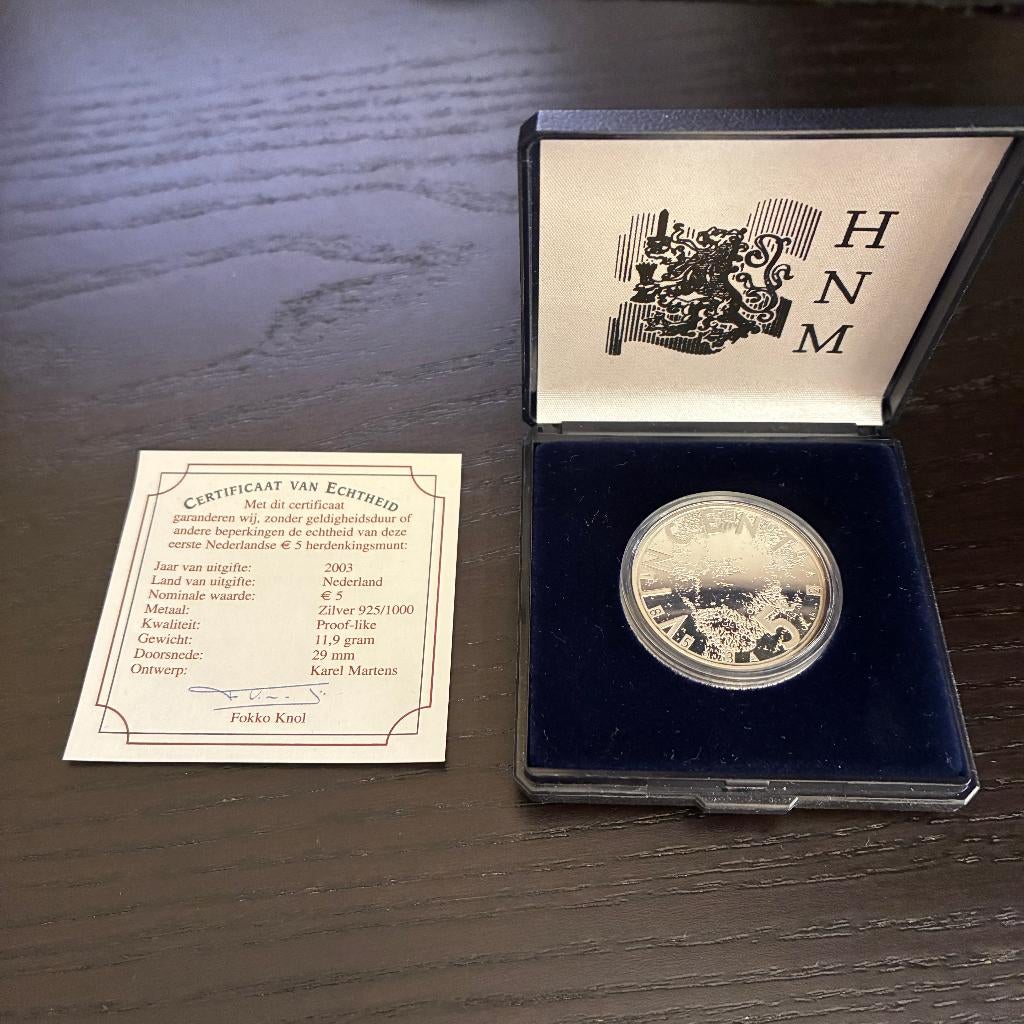 CERTIFICAAT VAN ECHTHEID
Met dit certificaat
garanderen wij, zonder geldigheidsduur of
andere beperkingen de echtheid van deze
eerste Nederlandse € 5 herdenkingsmunt:
Jaar van uitgifte: 2003
Land van uitgifte: Nederland
Nominale waarde: € 5
Metaal: Zilver 925/1000
Kwaliteit: Proof-like
Gewicht: 11,9 gram
Doorsnede: 29 mm
Ontwerp: Karel Martens
Fokko Knol
H
N
M
5